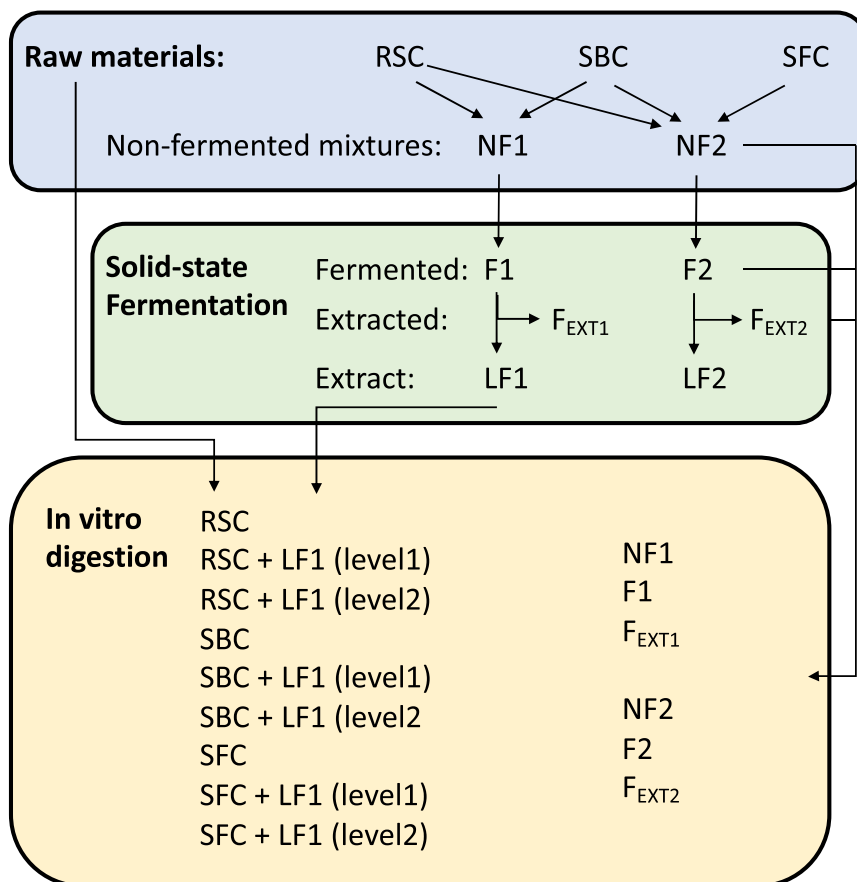 Raw materials: RSC SBC SFC
Non-fermented mixtures: NF1 NF2
Solid-state
Fermentation
Fermented: F1 F2
Extracted: FEXT1 FEXT2
Extract: LF1 LF2
In vitro
digestion
RSC
RSC + LF1 (level1)
RSC + LF1 (level2)
SBC
SBC + LF1 (level1)
SBC + LF1 (level2
SFC
SFC + LF1 (level1)
SFC + LF1 (level2)
NF1
F1
FEXT1
NF2
F2
FEXT2